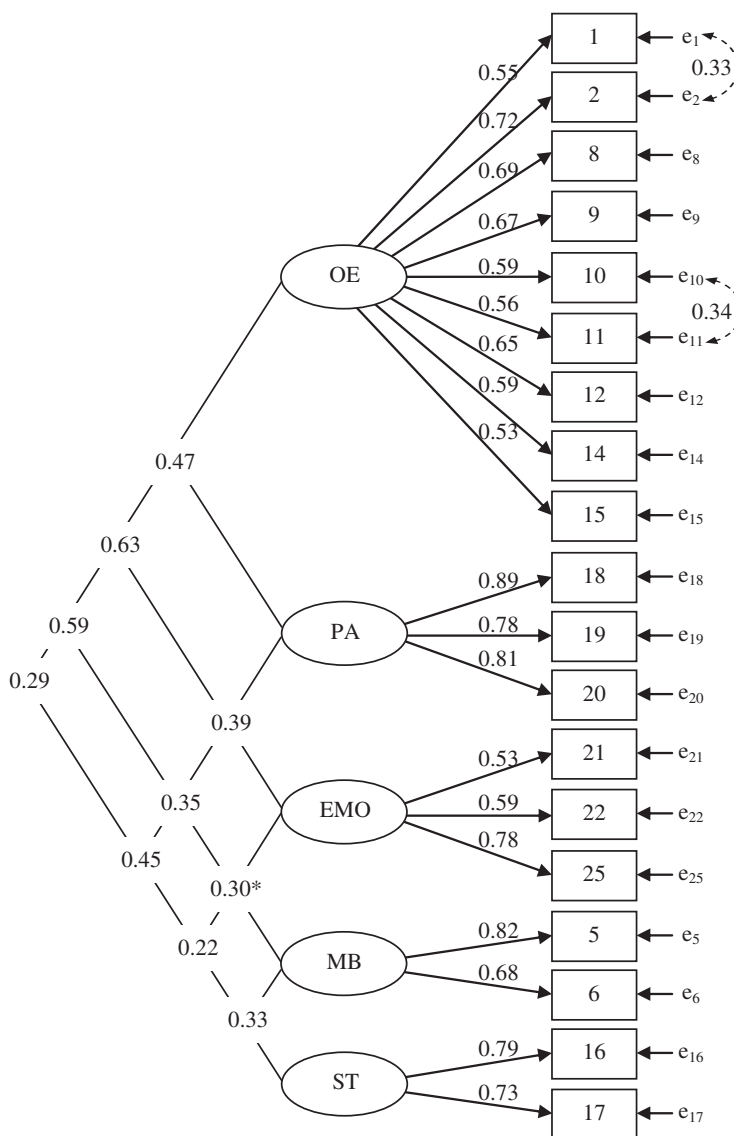 1
e1
0.33
0.55
2
e2
0.72
8
e8
0.69
9
e9
0.67
OE
0.59
10
e10
0.34
0.56
11
e11
0.65
12
e12
0.59
14
e14
0.53
15
e15
0.47
0.63
0.59
0.29
0.89
18
e18
PA
0.78
19
e19
0.81
20
e20
0.39
0.35
0.45
0.53
21
e21
EMO
0.59
22
e22
0.78
25
e25
0.30*
0.22
0.33
0.82
5
e5
MB
0.68
6
e6
0.79
16
e16
ST
0.73
17
e17